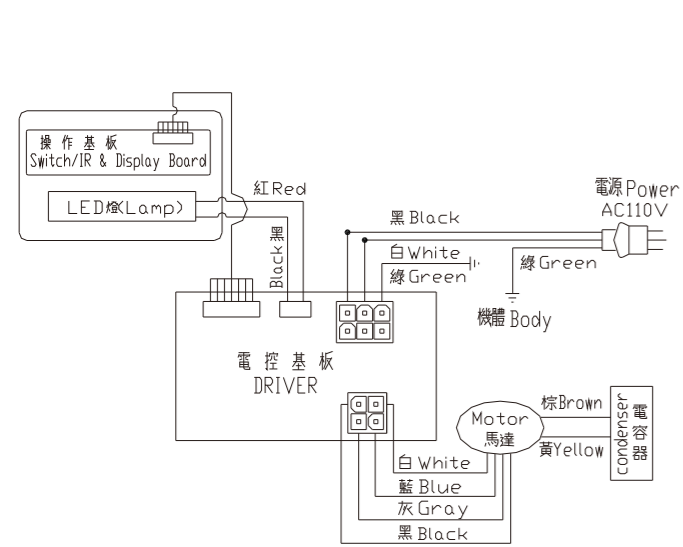 操作基板
Switch/IR & Display Board
LED燈(Lamp)
紅Red
Black黑
電源Power
AC110V
黑Black
白White
綠Green
綠Green
機體Body
電控基板
DRIVER
Motor
馬達
棕Brown
黃Yellow
condenser
電容器
白White
藍Blue
灰Gray
黑Black